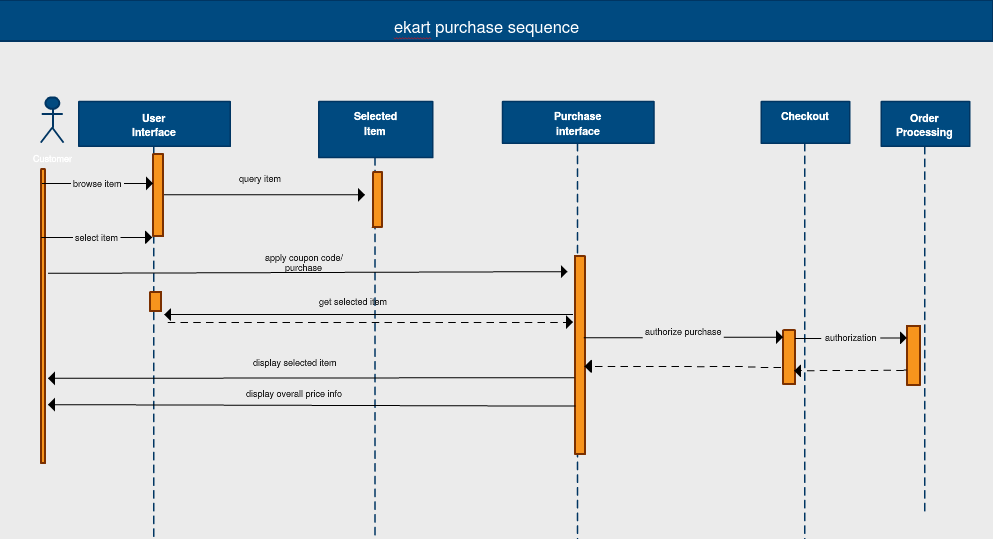 ekart purchase sequence
User
Interface
Selected
Item
Purchase
interface
Checkout
Order
Processing
Customer
browse item
query item
select item
apply coupon code/
purchase
get selected item
authorize purchase
authorization
display selected item
display overall price info